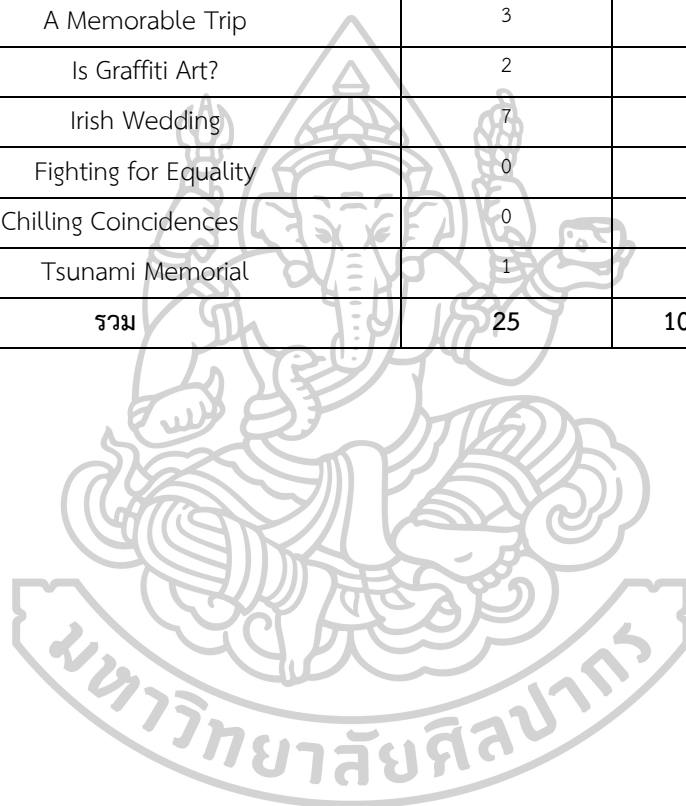 A Memorable Trip 3
Is Graffiti Art? 2
Irish Wedding 7
Fighting for Equality 0
Chilling Coincidences 0
Tsunami Memorial 1
รวม 25 10
มหาวิทยาลัยศิลปากร